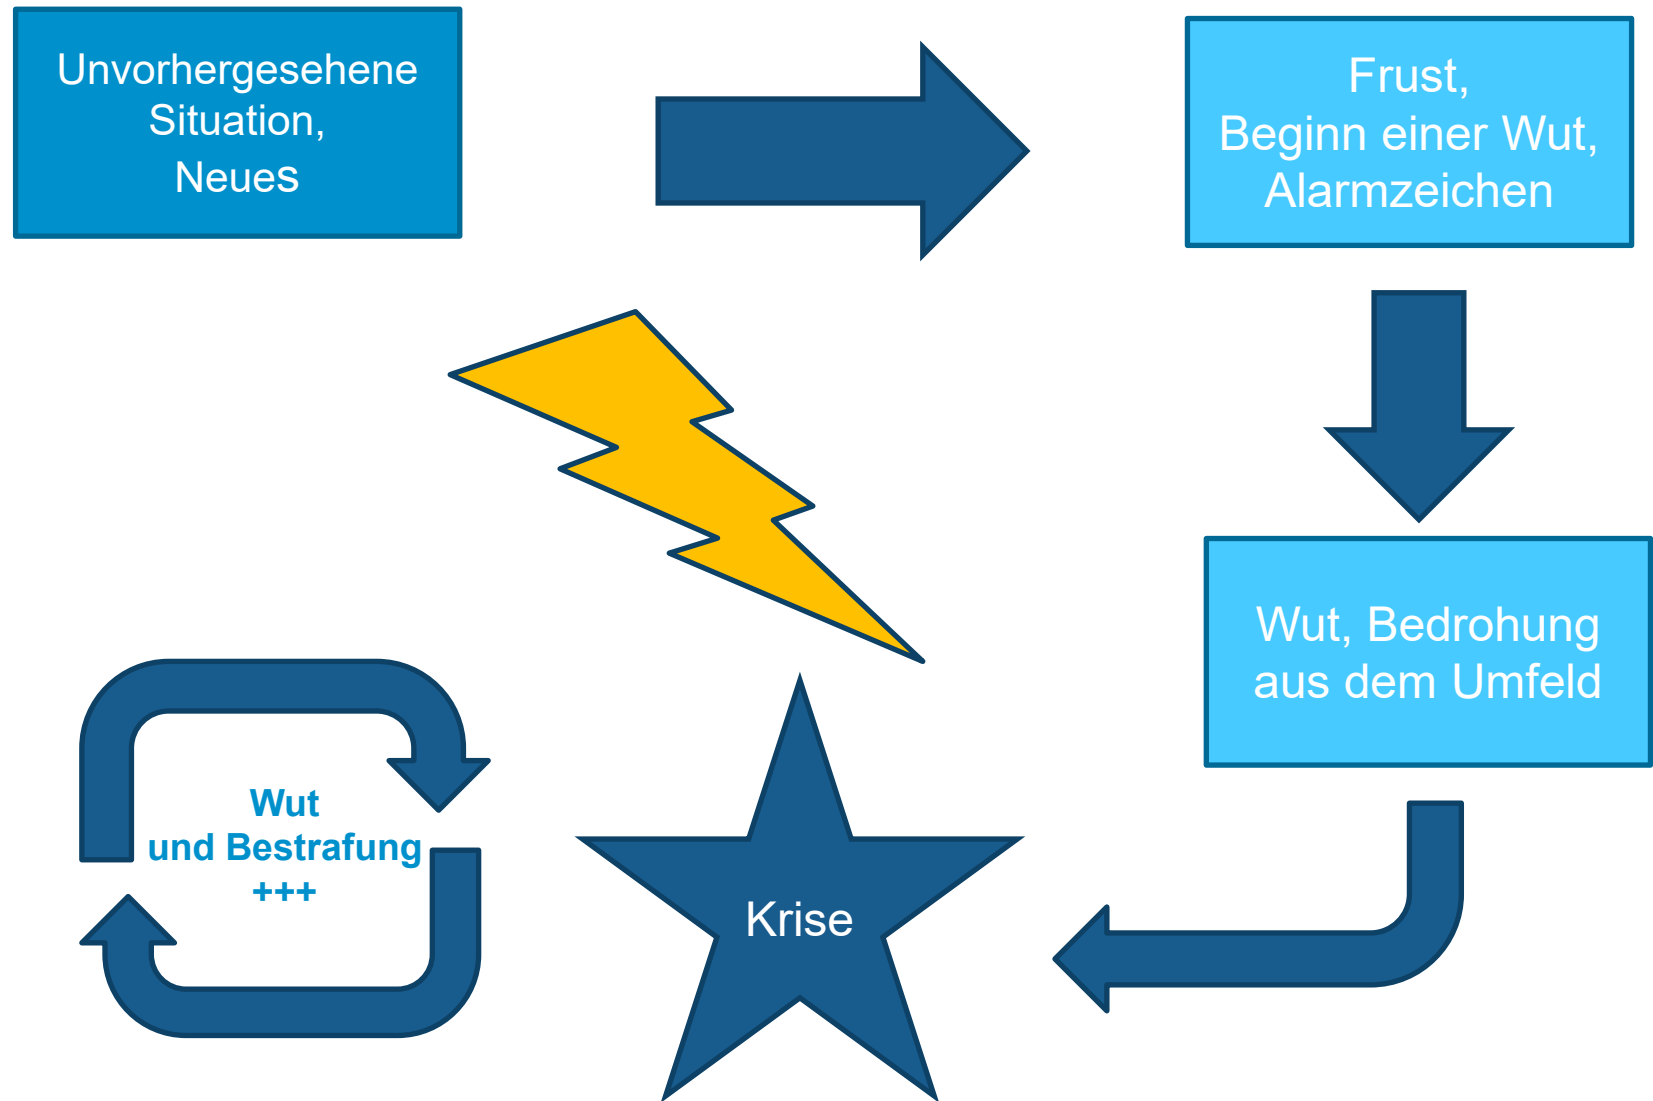 Unvorhergesehene
Situation,
Neues
Frust,
Beginn einer Wut,
Alarmzeichen
Wut, Bedrohung
aus dem Umfeld
Krise
Wut
und Bestrafung
+++